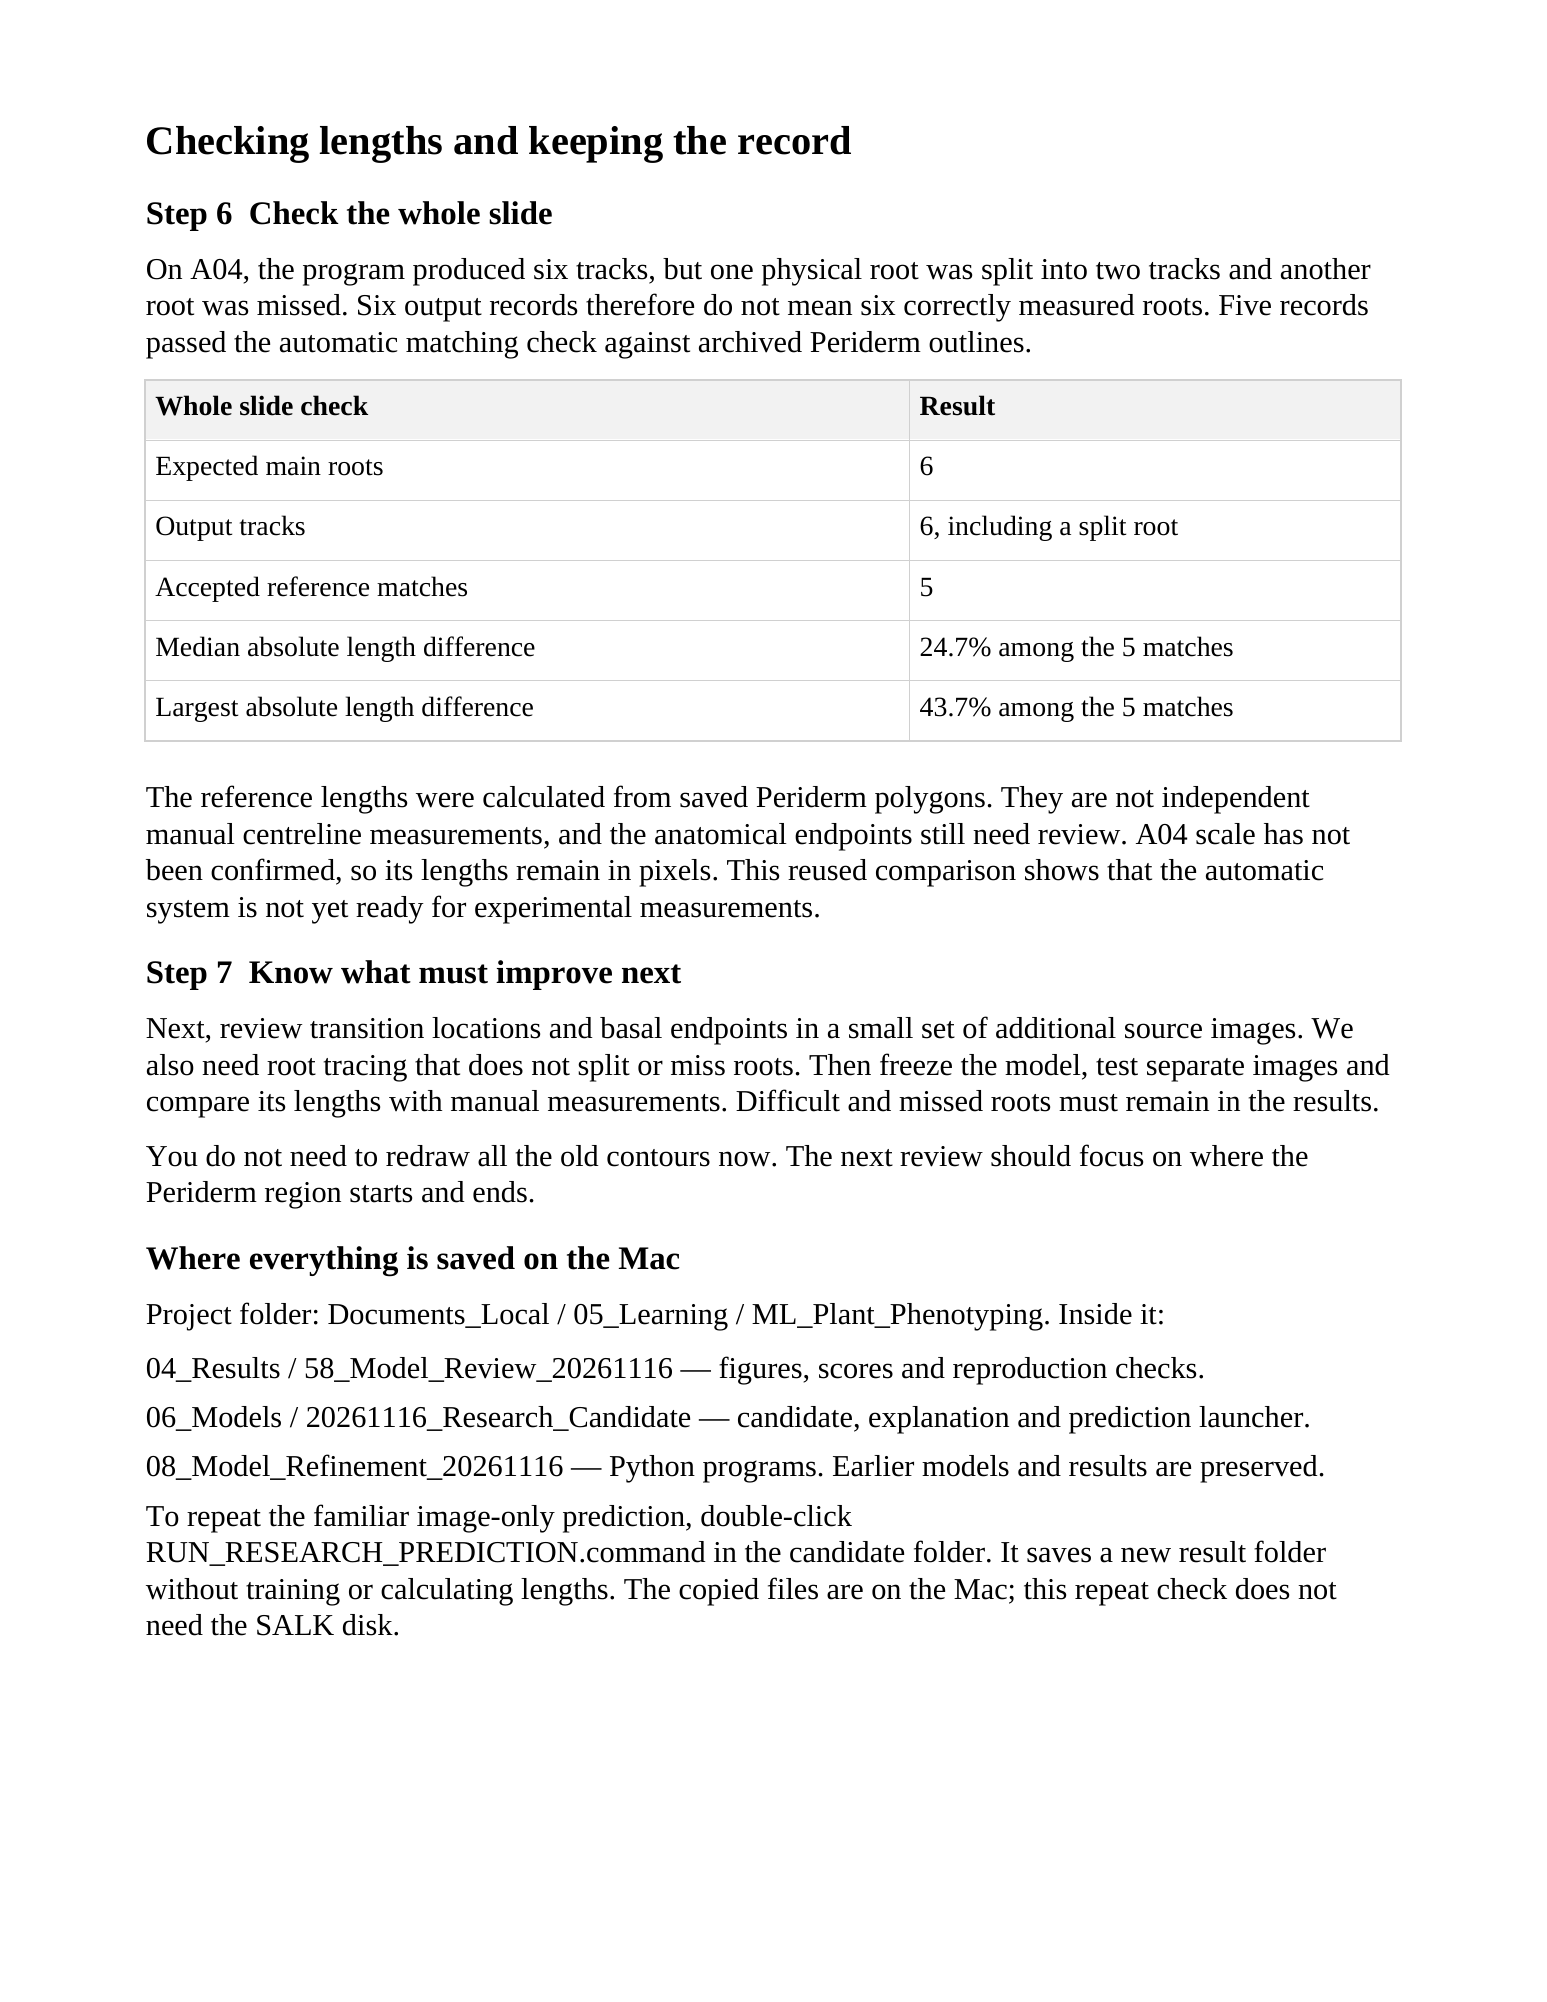 Checking lengths and keeping the record
Step 6  Check the whole slide
On A04, the program produced six tracks, but one physical root was split into two tracks and another
root was missed. Six output records therefore do not mean six correctly measured roots. Five records
passed the automatic matching check against archived Periderm outlines.
Whole slide check Result
Expected main roots 6
Output tracks 6, including a split root
Accepted reference matches 5
Median absolute length difference 24.7% among the 5 matches
Largest absolute length difference 43.7% among the 5 matches
The reference lengths were calculated from saved Periderm polygons. They are not independent
manual centreline measurements, and the anatomical endpoints still need review. A04 scale has not
been confirmed, so its lengths remain in pixels. This reused comparison shows that the automatic
system is not yet ready for experimental measurements.
Step 7  Know what must improve next
Next, review transition locations and basal endpoints in a small set of additional source images. We
also need root tracing that does not split or miss roots. Then freeze the model, test separate images and
compare its lengths with manual measurements. Difficult and missed roots must remain in the results.
You do not need to redraw all the old contours now. The next review should focus on where the
Periderm region starts and ends.
Where everything is saved on the Mac
Project folder: Documents_Local / 05_Learning / ML_Plant_Phenotyping. Inside it:
04_Results / 58_Model_Review_20261116 — figures, scores and reproduction checks.
06_Models / 20261116_Research_Candidate — candidate, explanation and prediction launcher.
08_Model_Refinement_20261116 — Python programs. Earlier models and results are preserved.
To repeat the familiar image-only prediction, double-click
RUN_RESEARCH_PREDICTION.command in the candidate folder. It saves a new result folder
without training or calculating lengths. The copied files are on the Mac; this repeat check does not
need the SALK disk.